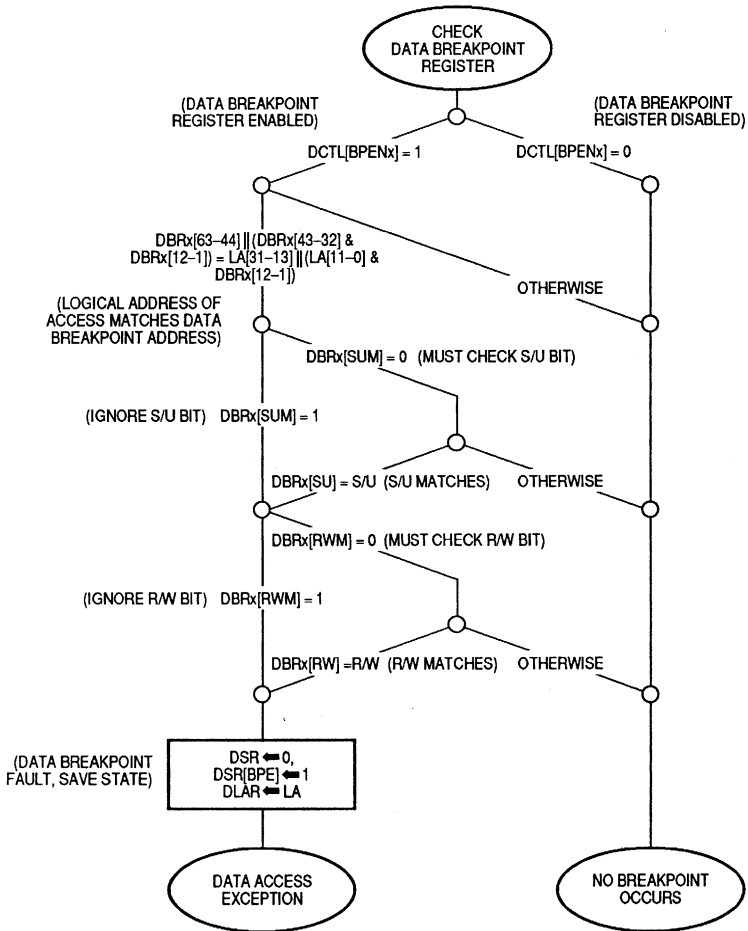 CHECK
DATA BREAKPOINT
REGISTER
(DATA BREAKPOINT
REGISTER ENABLED)
(DATA BREAKPOINT
REGISTER DISABLED)
DCTL[BPENx] = 1
DCTL[BPENx] = 0
DBRx[63–44] || (DBRx[43–32] &
DBRx[12–1]) = LA[31–13] || (LA[11–0] &
DBRx[12–1])
OTHERWISE
(LOGICAL ADDRESS OF
ACCESS MATCHES DATA
BREAKPOINT ADDRESS)
DBRx[SUM] = 0 (MUST CHECK S/U BIT)
(IGNORE S/U BIT) DBRx[SUM] = 1
DBRx[SU] = S/U (S/U MATCHES)
OTHERWISE
DBRx[RWM] = 0 (MUST CHECK R/W BIT)
(IGNORE R/W BIT) DBRx[RWM] = 1
DBRx[RW] =R/W (R/W MATCHES)
OTHERWISE
(DATA BREAKPOINT
FAULT, SAVE STATE)
DSR ⬅ 0,
DSR[BPE] ⬅ 1
DLAR ⬅ LA
DATA ACCESS
EXCEPTION
NO BREAKPOINT
OCCURS